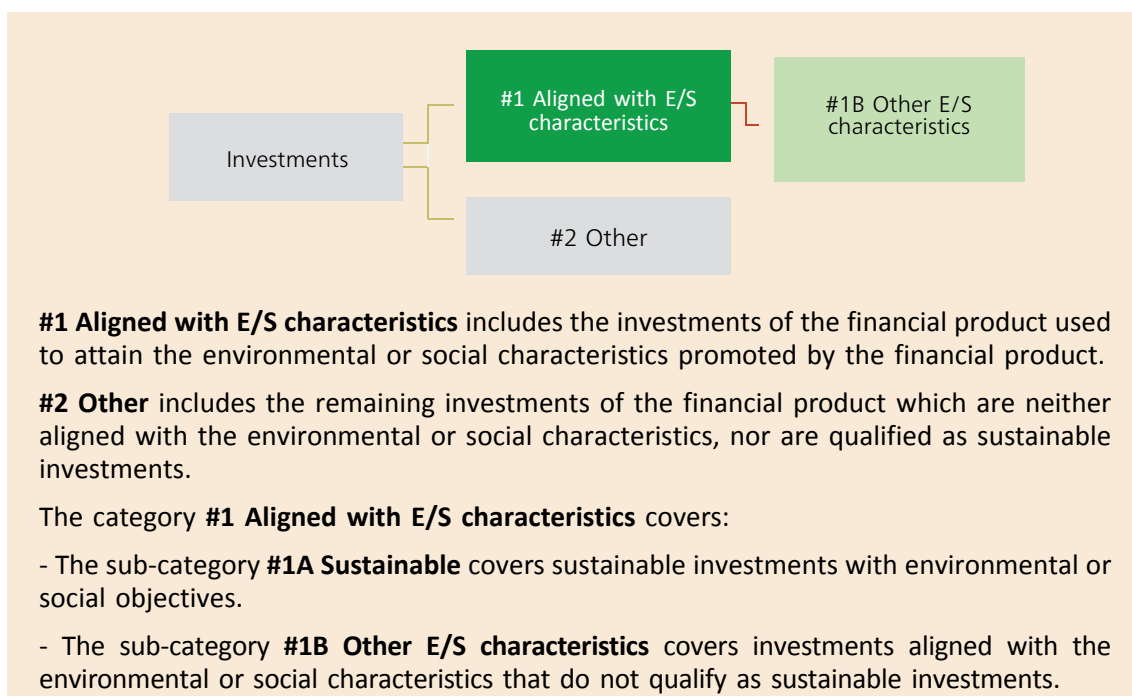 #1 Aligned with E/S
characteristics
#1B Other E/S
characteristics
Investments
#2 Other
#1 Aligned with E/S characteristics includes the investments of the financial product used
to attain the environmental or social characteristics promoted by the financial product.
#2 Other includes the remaining investments of the financial product which are neither
aligned with the environmental or social characteristics, nor are qualified as sustainable
investments.
The category #1 Aligned with E/S characteristics covers:
- The sub-category #1A Sustainable covers sustainable investments with environmental or
social objectives.
- The sub-category #1B Other E/S characteristics covers investments aligned with the
environmental or social characteristics that do not qualify as sustainable investments.